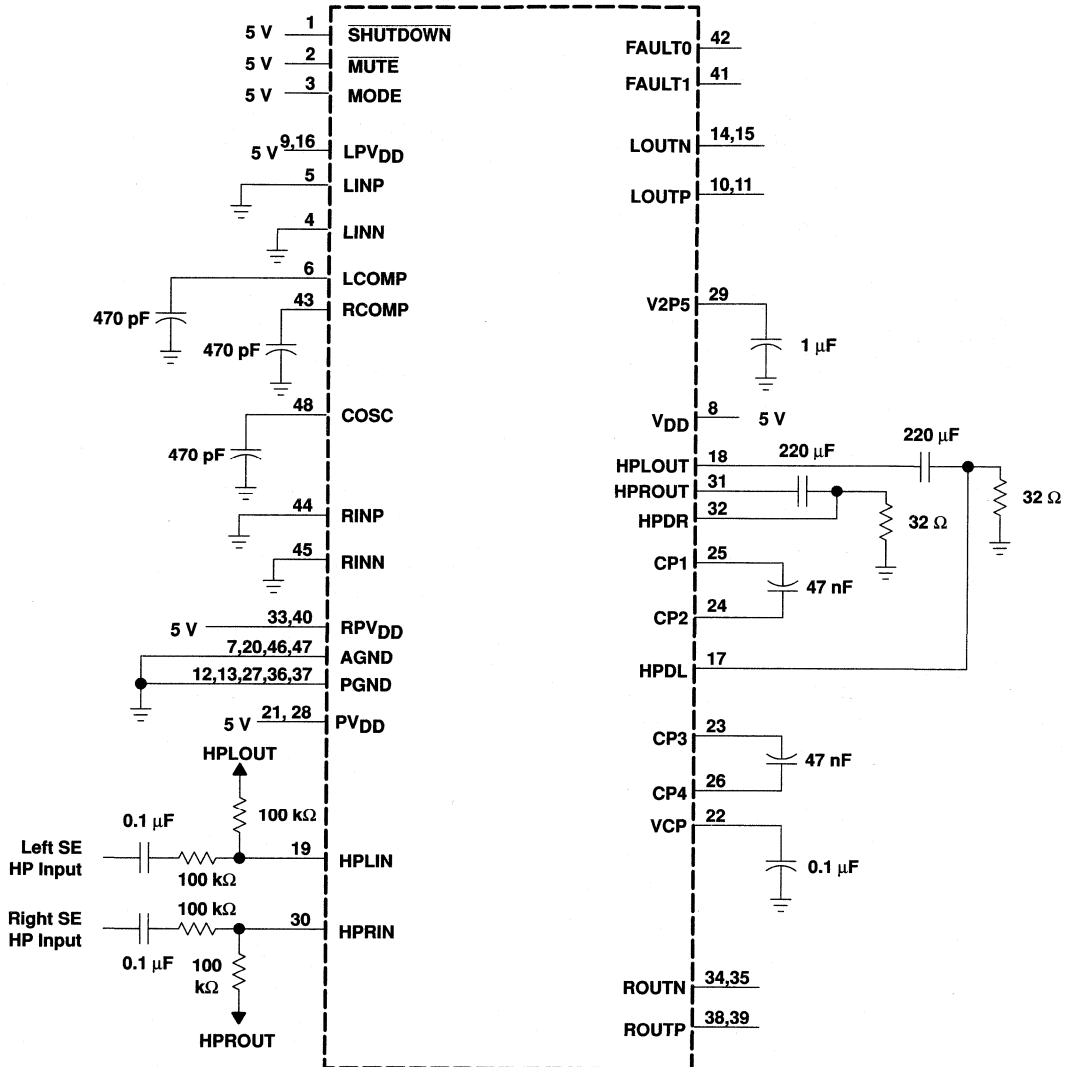 5 V 1 SHUTDOWN
5 V 2 MUTE
5 V 3 MODE
5 V 9,16 LPVDD
5 LINP
4 LINN
6 LCOMP
470 pF
43 RCOMP
470 pF
48 COSC
470 pF
44 RINP
45 RINN
5 V 33,40 RPVDD
7,20,46,47 AGND
12,13,27,36,37 PGND
5 V 21, 28 PVDD
HPLOUT
100 kΩ
0.1 μF
Left SE
HP Input
19 HPLIN
100 kΩ
100 kΩ
Right SE
HP Input
30 HPRIN
0.1 μF
100
kΩ
HPROUT
FAULT0 42
FAULT1 41
LOUTN 14,15
LOUTP 10,11
V2P5 29
1 μF
VDD 8 5 V
HPLOUT 18
220 μF
220 μF
HPROUT 31
32 Ω
HPDR 32
32 Ω
CP1 25
47 nF
CP2 24
HPDL 17
CP3 23
47 nF
CP4 26
VCP 22
0.1 μF
ROUTN 34,35
ROUTP 38,39